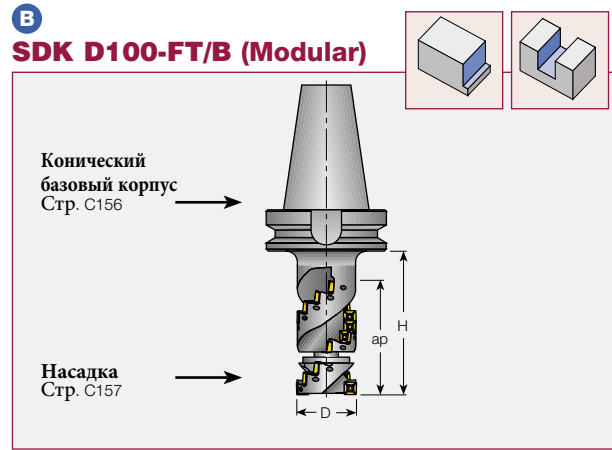 B
SDK D100-FT/B (Modular)
Конический
базовый корпус
Стр. C156
Насадка
Стр. C157
ap
H
D